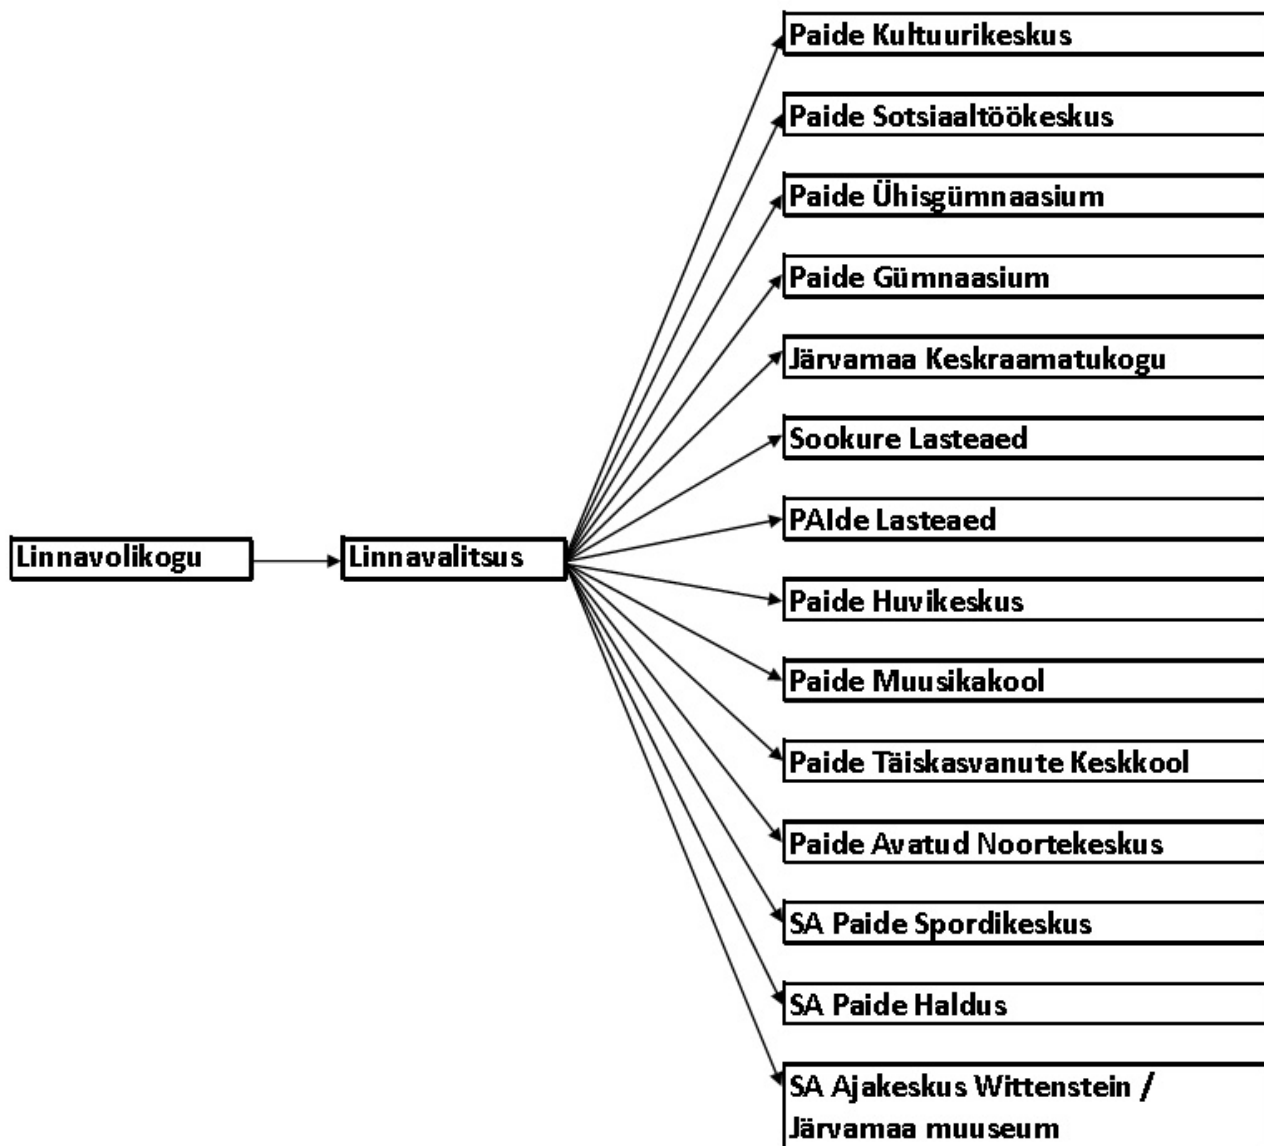 Paide Kultuurikeskus
Paide Sotsiaaltöökeskus
Paide Ühisgümnaasium
Paide Gümnaasium
Järvamaa Keskraamatukogu
Sookure Lasteaed
PAIde Lasteaed
Linnavolikogu
Linnavalitsus
Paide Huvikeskus
Paide Muusikakool
Paide Täiskasvanute Keskkool
Paide Avatud Noortekeskus
SA Paide Spordikeskus
SA Paide Haldus
SA Ajakeskus Wittenstein /
Järvamaa muuseum